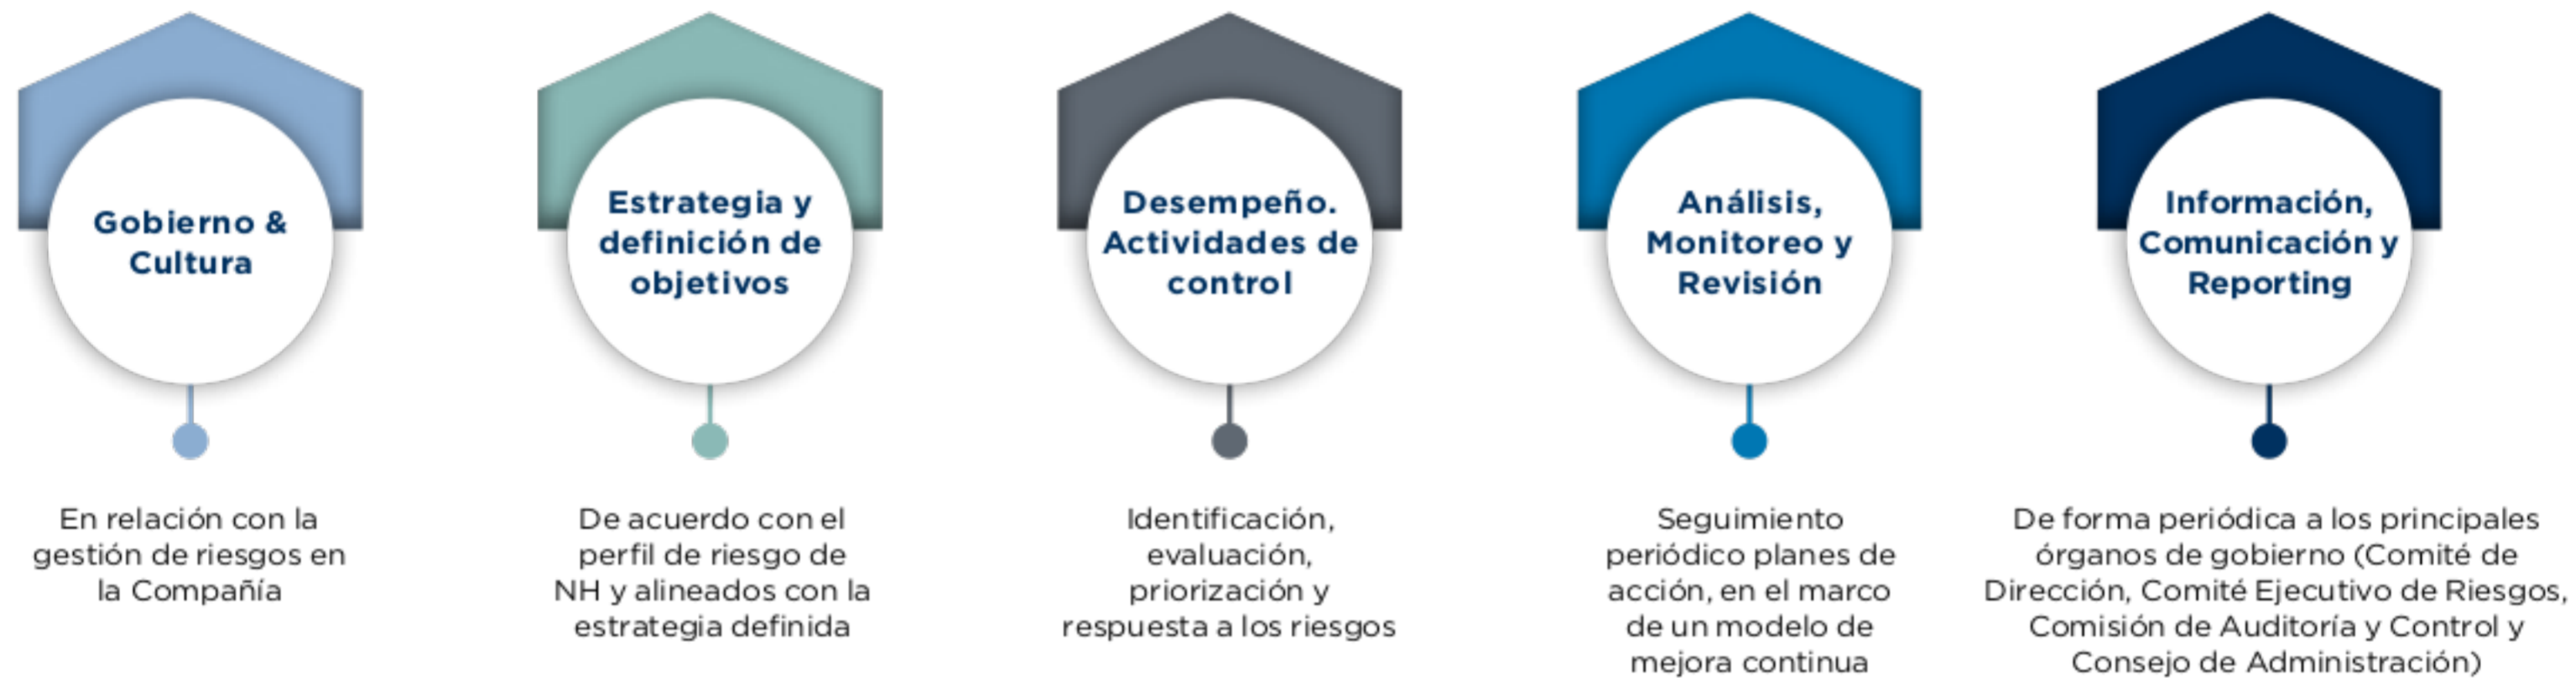 Gobierno &
Cultura
En relación con la
gestión de riesgos en
la Compañía
Estrategia y
definición de
objetivos
De acuerdo con el
perfil de riesgo de
NH y alineados con la
estrategia definida
Desempeño.
Actividades de
control
Identificación,
evaluación,
priorización y
respuesta a los riesgos
Análisis,
Monitoreo y
Revisión
Seguimiento
periódico planes de
acción, en el marco
de un modelo de
mejora continua
Información,
Comunicación y
Reporting
De forma periódica a los principales
órganos de gobierno (Comité de
Dirección, Comité Ejecutivo de Riesgos,
Comisión de Auditoría y Control y
Consejo de Administración)